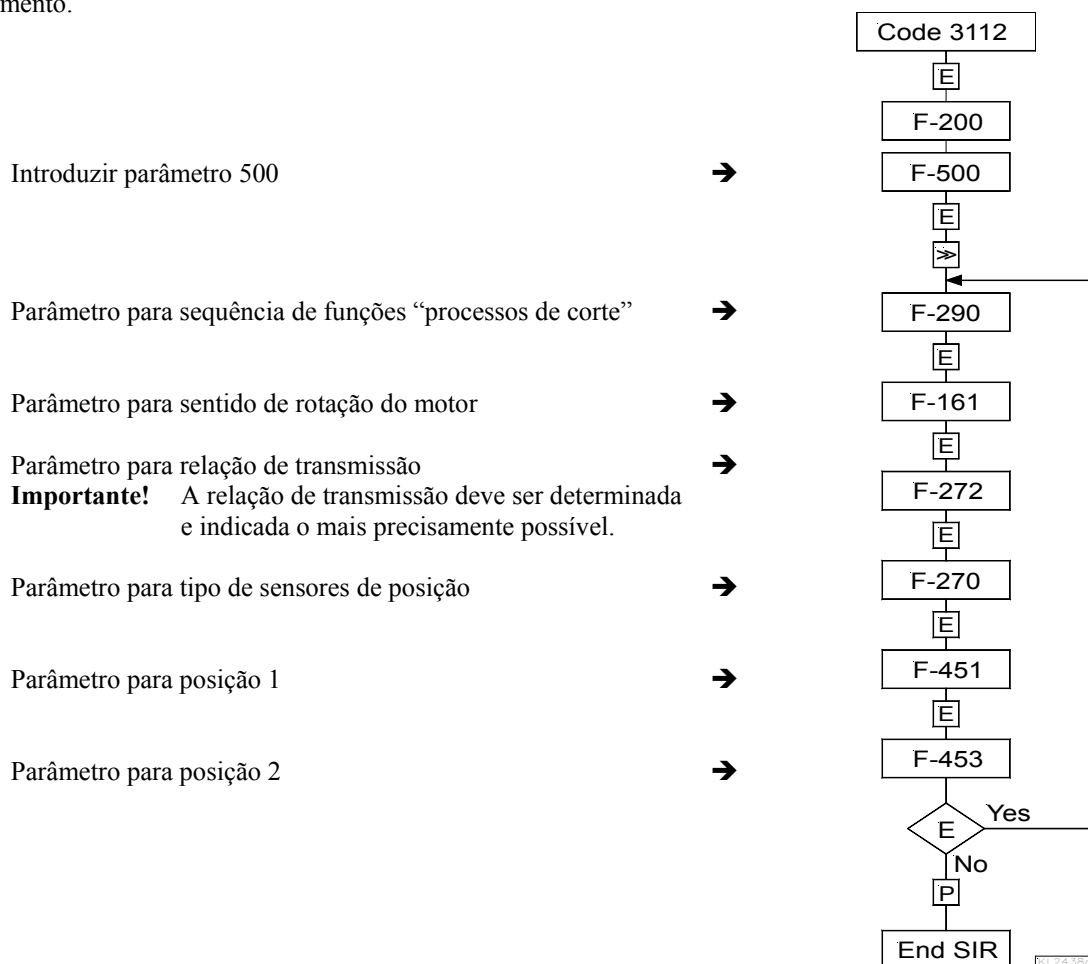 mento.
Code 3112
E
F-200
Introduzir parâmetro 500 ➔ F-500
E
≫
Parâmetro para sequência de funções “processos de corte” ➔ F-290
E
Parâmetro para sentido de rotação do motor ➔ F-161
E
Parâmetro para relação de transmissão ➔ F-272
Importante! A relação de transmissão deve ser determinada
e indicada o mais precisamente possível.
E
Parâmetro para tipo de sensores de posição ➔ F-270
E
Parâmetro para posição 1 ➔ F-451
E
Parâmetro para posição 2 ➔ F-453
E Yes
No
P
End SIR